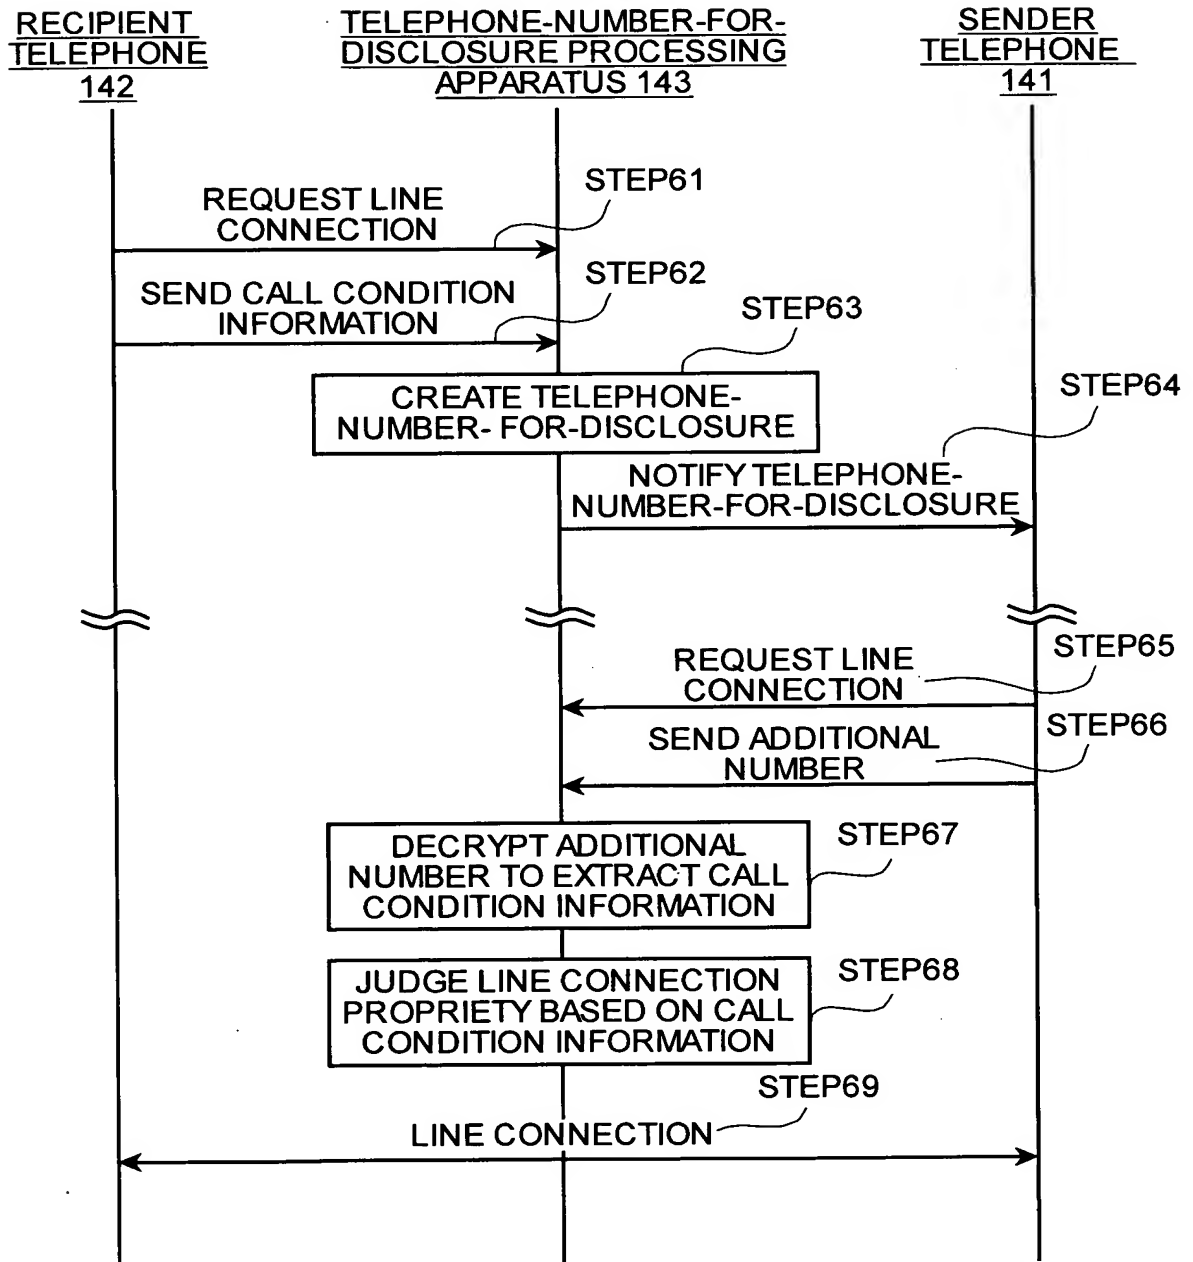 RECIPIENT
TELEPHONE
142
TELEPHONE-NUMBER-FOR-
DISCLOSURE PROCESSING
APPARATUS 143
SENDER
TELEPHONE
141
REQUEST LINE
CONNECTION
STEP61
SEND CALL CONDITION
INFORMATION
STEP62
STEP63
CREATE TELEPHONE-
NUMBER- FOR-DISCLOSURE
STEP64
NOTIFY TELEPHONE-
NUMBER-FOR-DISCLOSURE
STEP65
REQUEST LINE
CONNECTION
STEP66
SEND ADDITIONAL
NUMBER
STEP67
DECRYPT ADDITIONAL
NUMBER TO EXTRACT CALL
CONDITION INFORMATION
STEP68
JUDGE LINE CONNECTION
PROPRIETY BASED ON CALL
CONDITION INFORMATION
STEP69
LINE CONNECTION